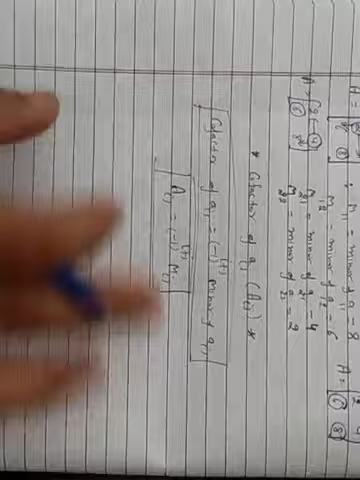 M₁₁ = minor of a₁₁ = 8
M₁₂ = minor of a₁₂ = 6
M₂₁ = minor of a₂₁ = 4
M₂₂ = minor of a₂₂ = 2
* Cofactor of aᵢⱼ (Aᵢⱼ) *
Cofactor of aᵢⱼ = (-1)ⁱ⁺ʲ minor of aᵢⱼ
Aᵢⱼ = (-1)ⁱ⁺ʲ Mᵢⱼ